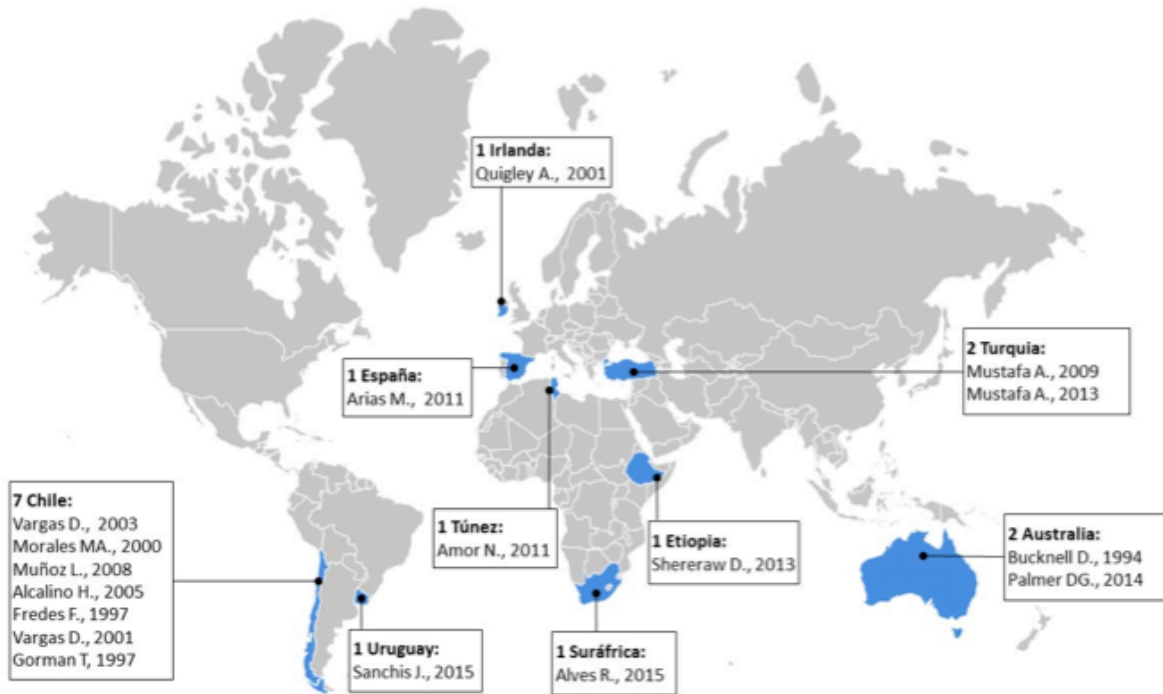 1 Irlanda:
Quigley A., 2001
1 España:
Arias M., 2011
2 Turquia:
Mustafa A., 2009
Mustafa A., 2013
7 Chile:
Vargas D., 2003
Morales MA., 2000
Muñoz L., 2008
Alcalino H., 2005
Fredes F., 1997
Vargas D., 2001
Gorman T, 1997
1 Túnez:
Amor N., 2011
1 Etiopia:
Shereraw D., 2013
2 Australia:
Bucknell D., 1994
Palmer DG., 2014
1 Uruguay:
Sanchis J., 2015
1 Suráfrica:
Alves R., 2015